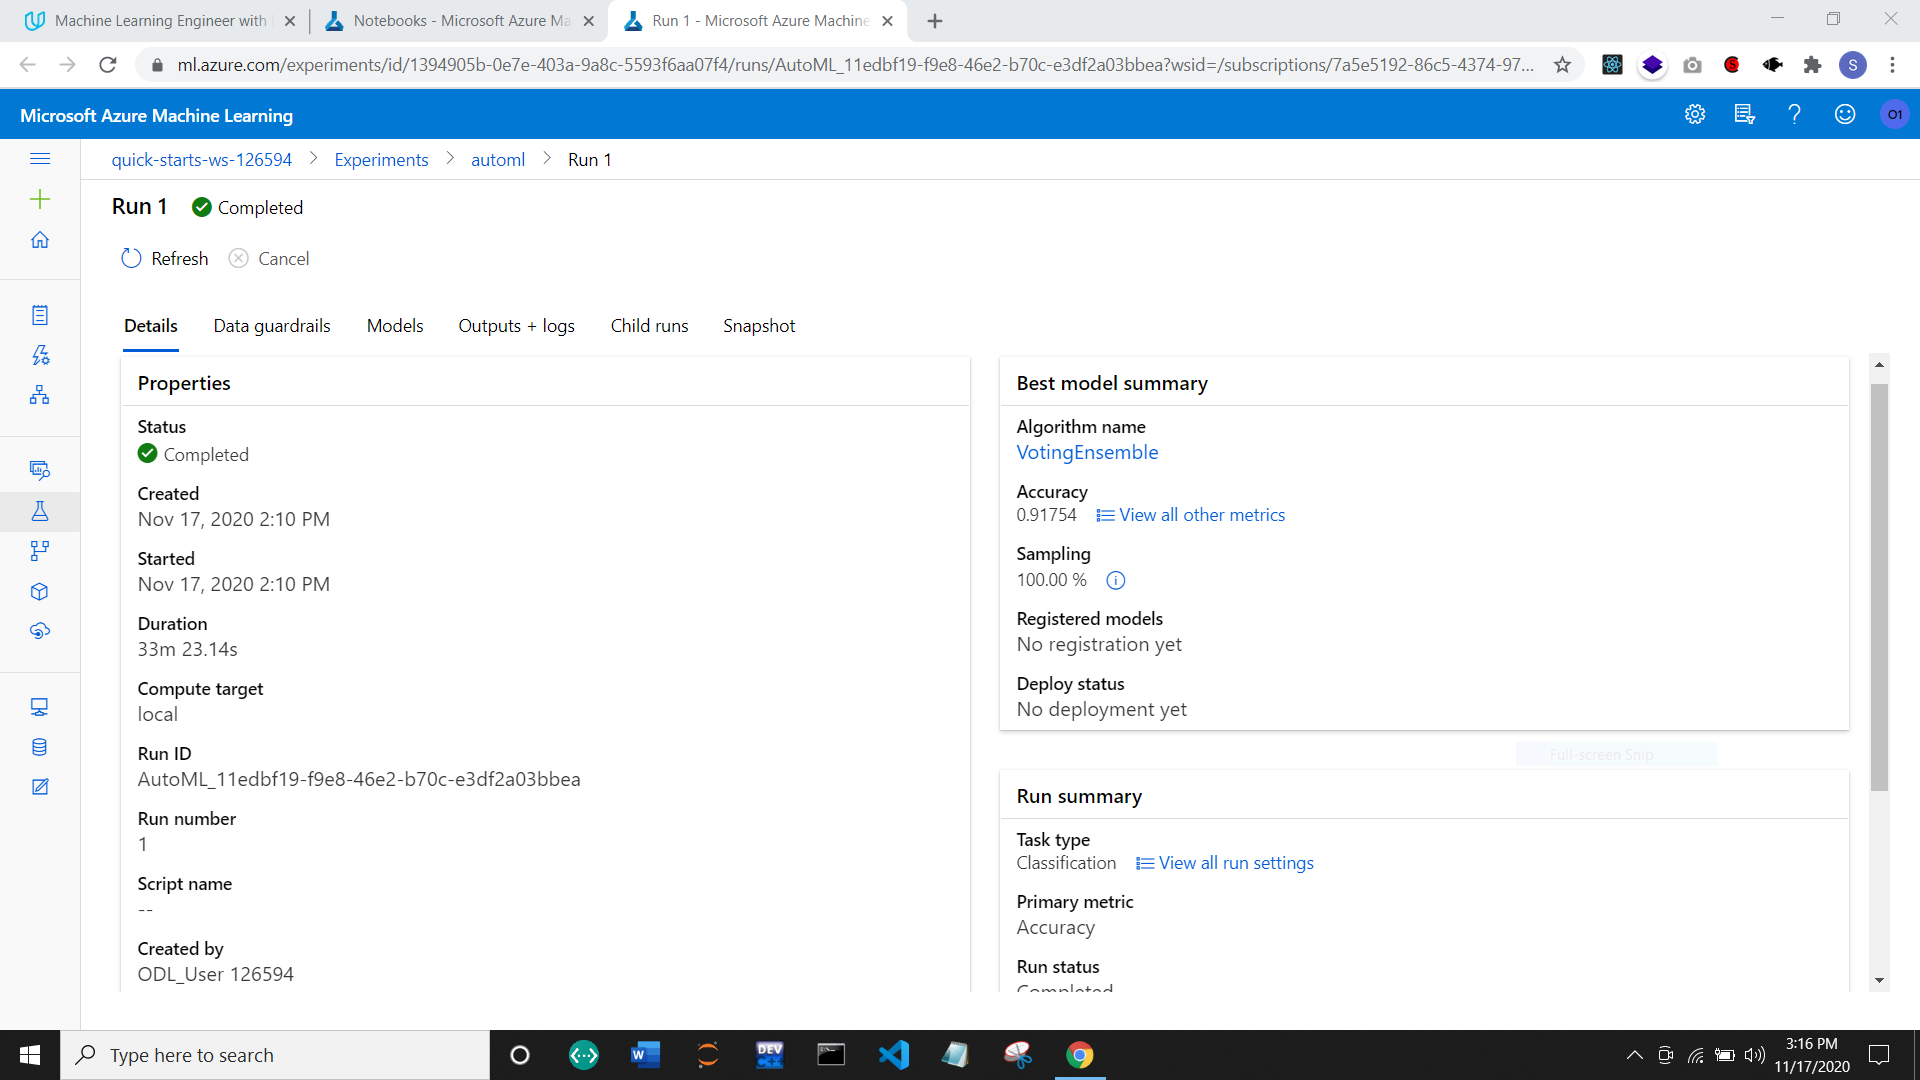 Machine Learning Engineer with
Notebooks - Microsoft Azure Ma
Run 1 - Microsoft Azure Machine
ml.azure.com/experiments/id/1394905b-0e7e-403a-9a8c-5593f6aa07f4/runs/AutoML_11edbf19-f9e8-46e2-b70c-e3df2a03bbea?wsid=/subscriptions/7a5e5192-86c5-4374-97...
S
S
Microsoft Azure Machine Learning
O1
quick-starts-ws-126594 > Experiments > automl > Run 1
Run 1 Completed
Refresh Cancel
Details Data guardrails Models Outputs + logs Child runs Snapshot
Properties
Status
Completed
Created
Nov 17, 2020 2:10 PM
Started
Nov 17, 2020 2:10 PM
Duration
33m 23.14s
Compute target
local
Run ID
AutoML_11edbf19-f9e8-46e2-b70c-e3df2a03bbea
Run number
1
Script name
--
Created by
ODL_User 126594
Best model summary
Algorithm name
VotingEnsemble
Accuracy
0.91754 View all other metrics
Sampling
100.00 %
Registered models
No registration yet
Deploy status
No deployment yet
Full-screen Snip
Run summary
Task type
Classification View all run settings
Primary metric
Accuracy
Run status
Completed
Type here to search
W
DEV
C++
3:16 PM
11/17/2020